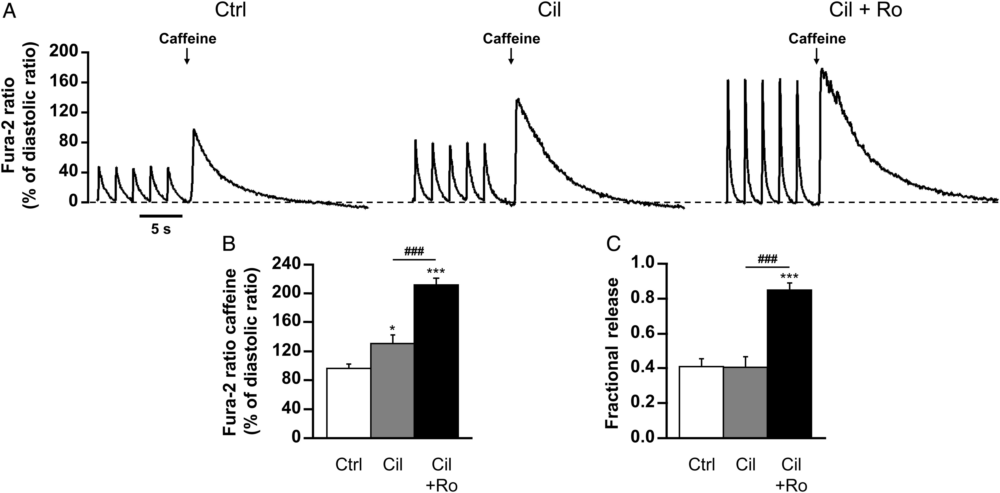 A
Ctrl
Cil
Cil + Ro
Caffeine
Caffeine
Caffeine
Fura-2 ratio
(% of diastolic ratio)
200
160
120
80
40
0
5 s
B
Fura-2 ratio caffeine
(% of diastolic ratio)
240
200
160
120
80
40
0
###
*
***
Ctrl
Cil
Cil
+Ro
C
Fractional release
1.0
0.8
0.6
0.4
0.2
0.0
###
***
Ctrl
Cil
Cil
+Ro